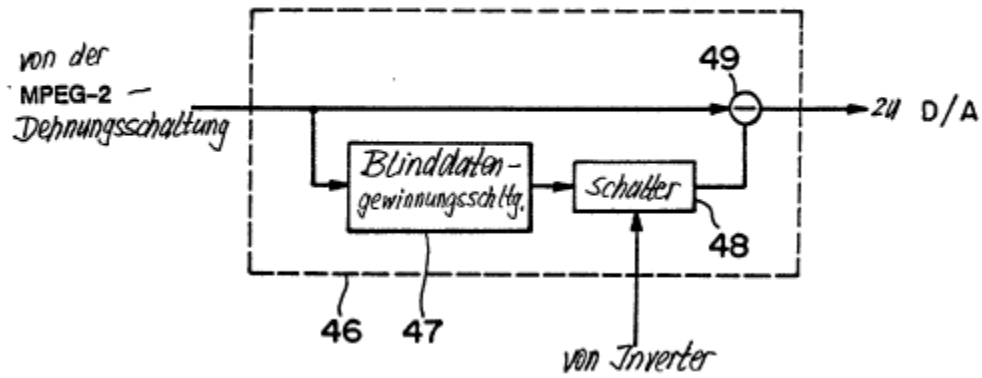 von der
MPEG-2 –
Dehnungsschaltung
49
zu D/A
Blinddaten-
gewinnungsschltg.
Schalter
48
46
47
von Inverter